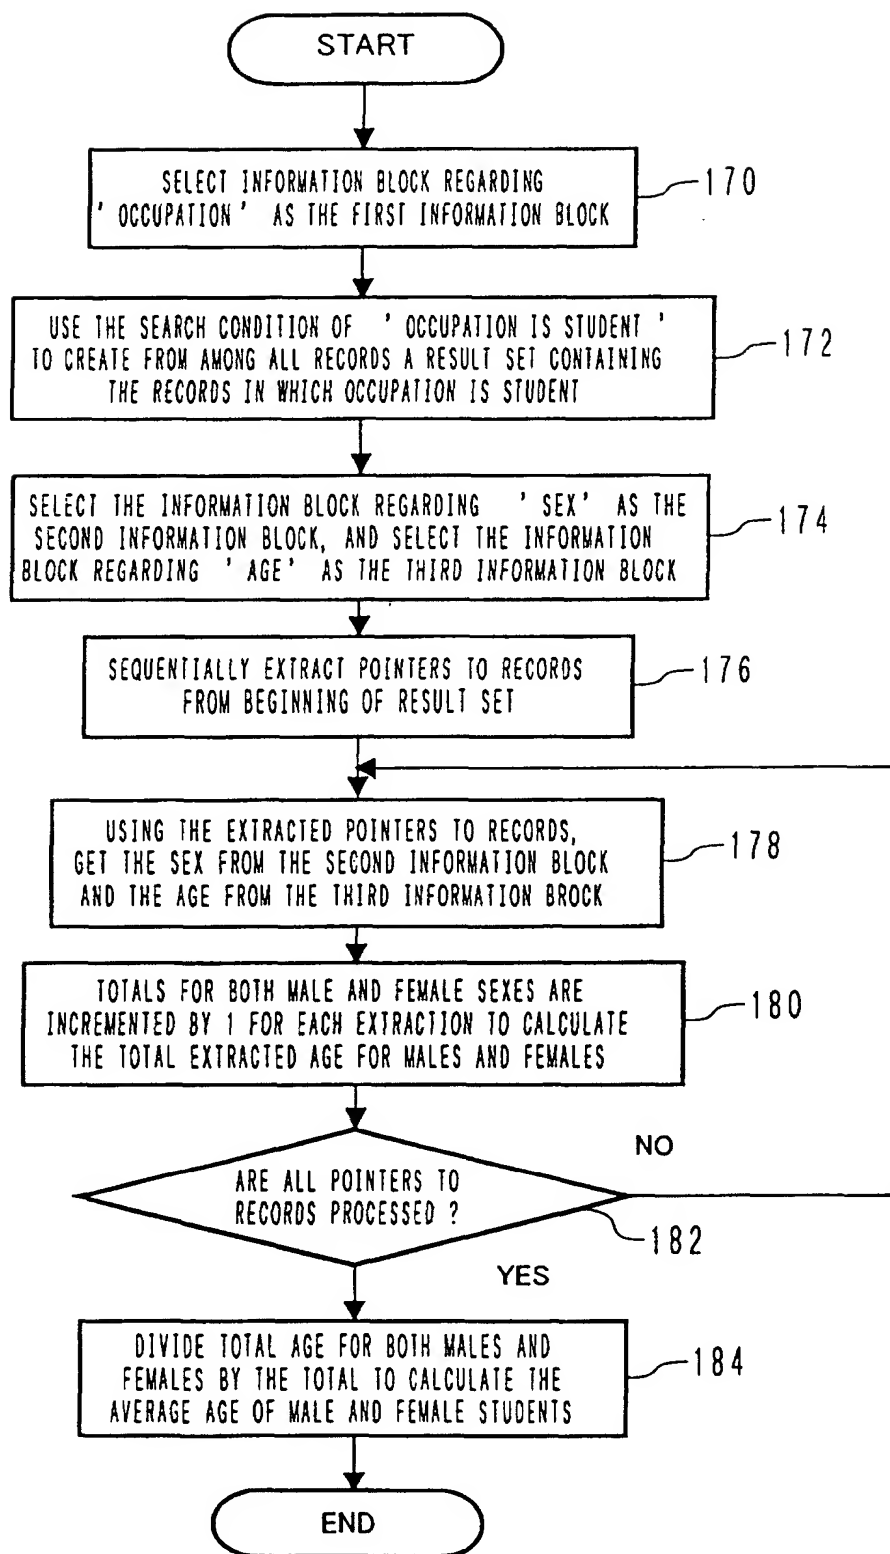 START
SELECT INFORMATION BLOCK REGARDING
' OCCUPATION ' AS THE FIRST INFORMATION BLOCK
170
USE THE SEARCH CONDITION OF ' OCCUPATION IS STUDENT '
TO CREATE FROM AMONG ALL RECORDS A RESULT SET CONTAINING
THE RECORDS IN WHICH OCCUPATION IS STUDENT
172
SELECT THE INFORMATION BLOCK REGARDING ' SEX' AS THE
SECOND INFORMATION BLOCK, AND SELECT THE INFORMATION
BLOCK REGARDING ' AGE' AS THE THIRD INFORMATION BLOCK
174
SEQUENTIALLY EXTRACT POINTERS TO RECORDS
FROM BEGINNING OF RESULT SET
176
USING THE EXTRACTED POINTERS TO RECORDS,
GET THE SEX FROM THE SECOND INFORMATION BLOCK
AND THE AGE FROM THE THIRD INFORMATION BROCK
178
TOTALS FOR BOTH MALE AND FEMALE SEXES ARE
INCREMENTED BY 1 FOR EACH EXTRACTION TO CALCULATE
THE TOTAL EXTRACTED AGE FOR MALES AND FEMALES
180
ARE ALL POINTERS TO
RECORDS PROCESSED ?
NO
182
YES
DIVIDE TOTAL AGE FOR BOTH MALES AND
FEMALES BY THE TOTAL TO CALCULATE THE
AVERAGE AGE OF MALE AND FEMALE STUDENTS
184
END